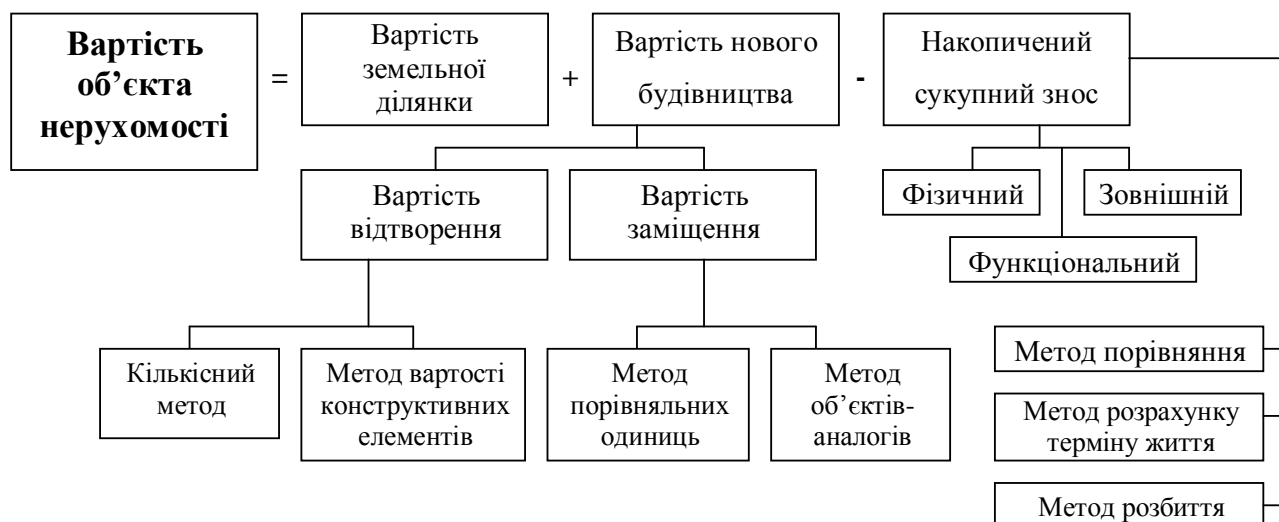 Вартість
об’єкта
нерухомості
=
Вартість
земельної
ділянки
+
Вартість нового
будівництва
-
Накопичений
сукупний знос
Вартість
відтворення
Вартість
заміщення
Фізичний
Зовнішній
Функціональний
Кількісний
метод
Метод вартості
конструктивних
елементів
Метод
порівняльних
одиниць
Метод
об’єктів-
аналогів
Метод порівняння
Метод розрахунку
терміну життя
Метод розбиття